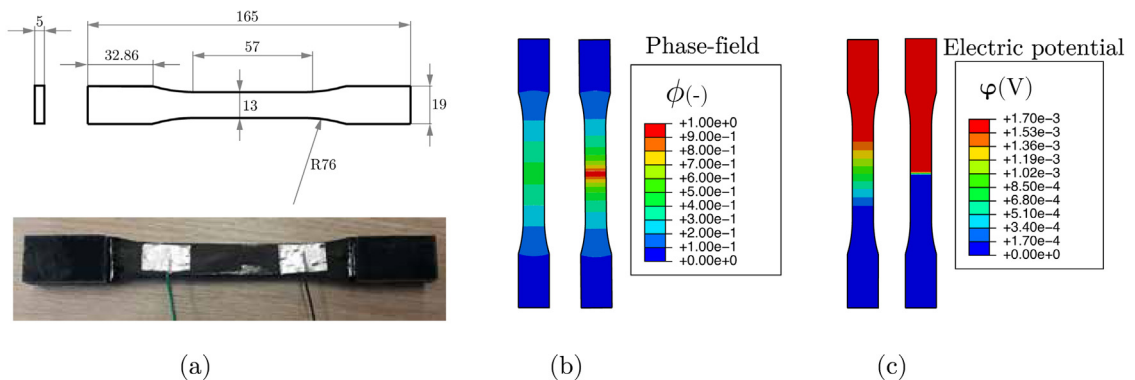 5
165
32.86
57
13
19
R76
(a)
Phase-field
ϕ(-)
+1.00e+0
+9.00e-1
+8.00e-1
+7.00e-1
+6.00e-1
+5.00e-1
+4.00e-1
+3.00e-1
+2.00e-1
+1.00e-1
+0.00e+0
(b)
Electric potential
φ(V)
+1.70e-3
+1.53e-3
+1.36e-3
+1.19e-3
+1.02e-3
+8.50e-4
+6.80e-4
+5.10e-4
+3.40e-4
+1.70e-4
+0.00e+0
(c)